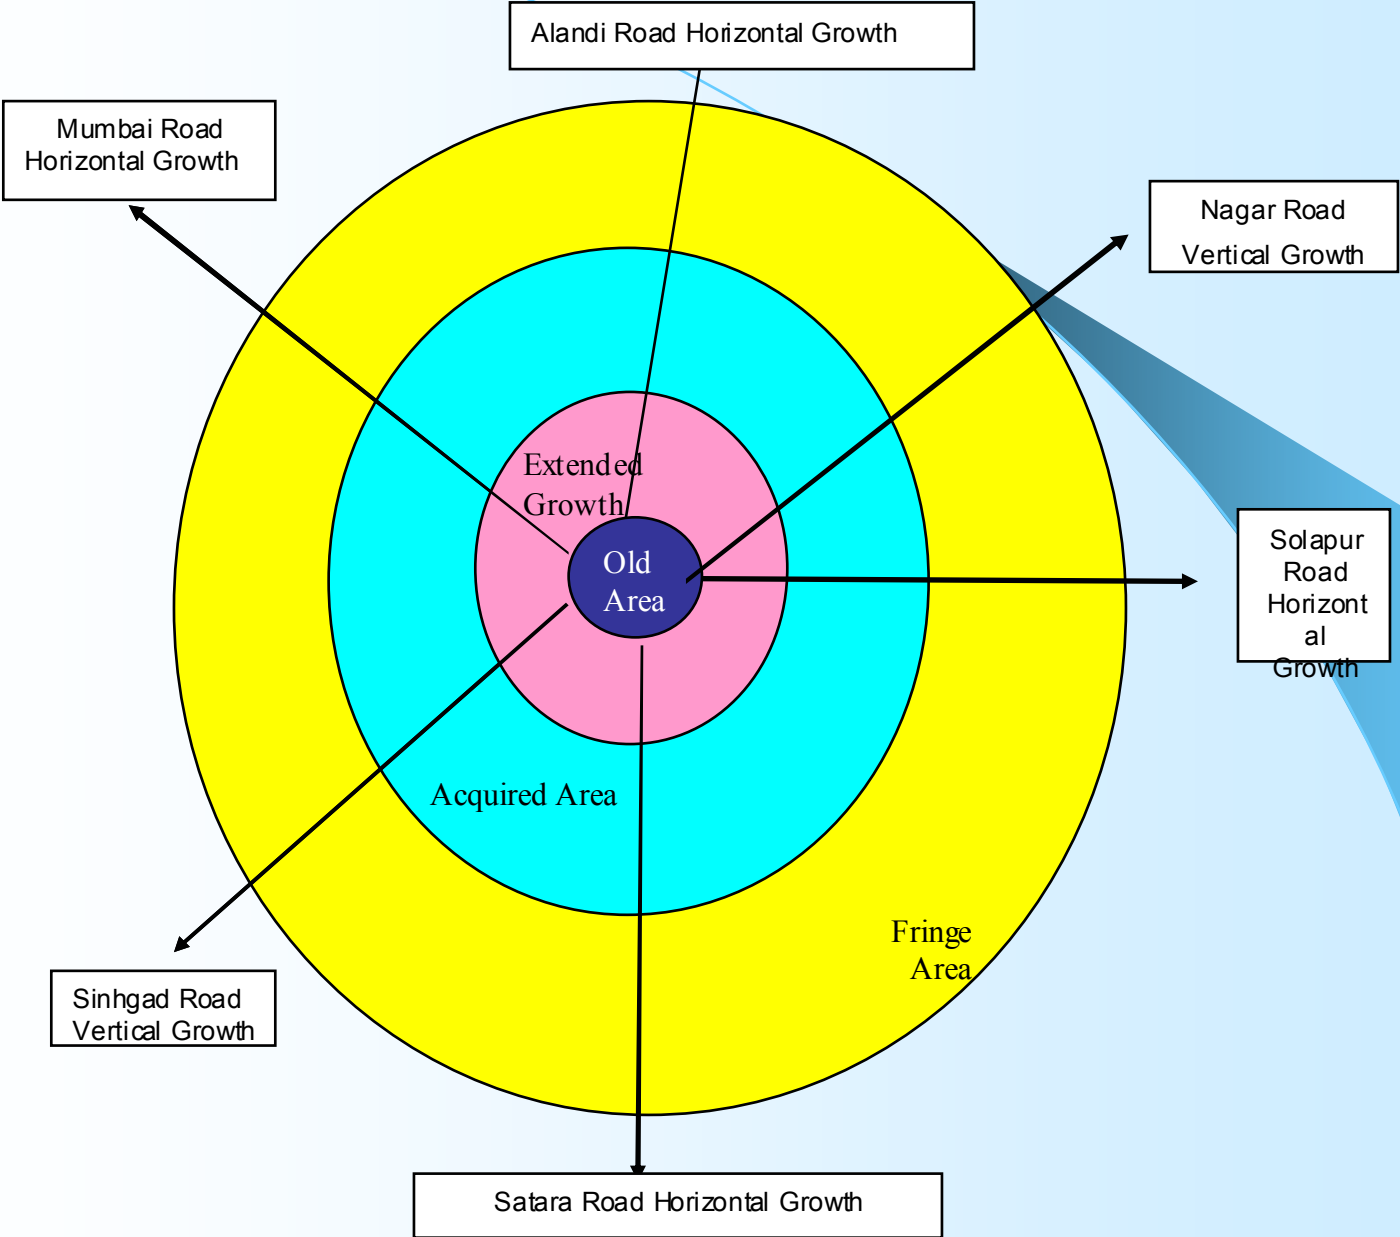 Alandi Road Horizontal Growth
Mumbai Road
Horizontal Growth
Nagar Road
Vertical Growth
Extended
Growth
Old
Area
Solapur
Road
Horizont
al
Growth
Acquired Area
Fringe
Area
Sinhgad Road
Vertical Growth
Satara Road Horizontal Growth